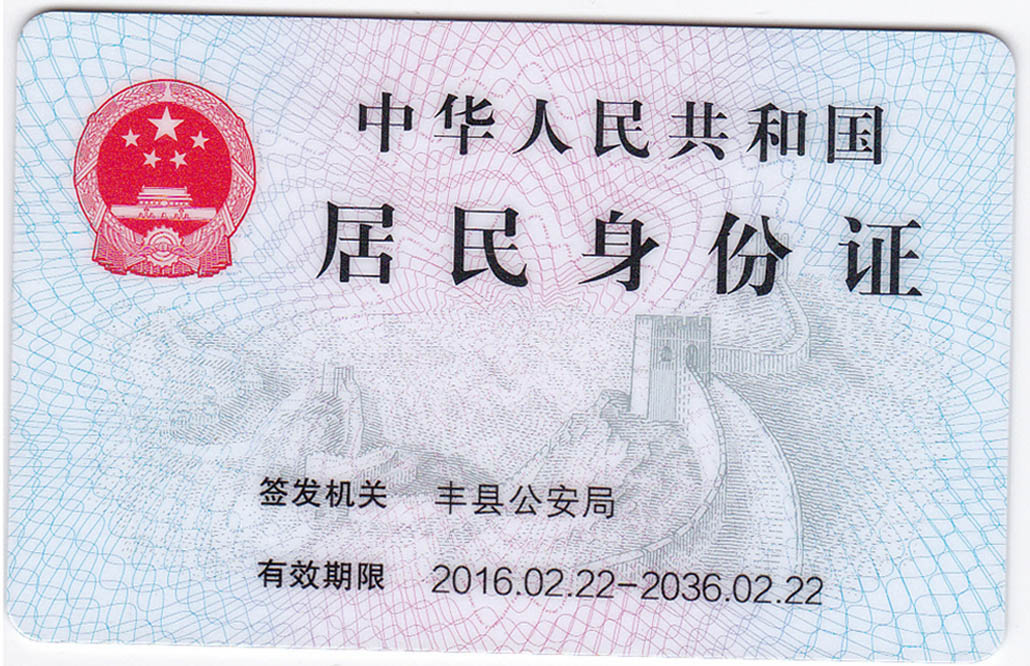 中华人民共和国
居民身份证
签发机关 丰县公安局
有效期限 2016.02.22-2036.02.22